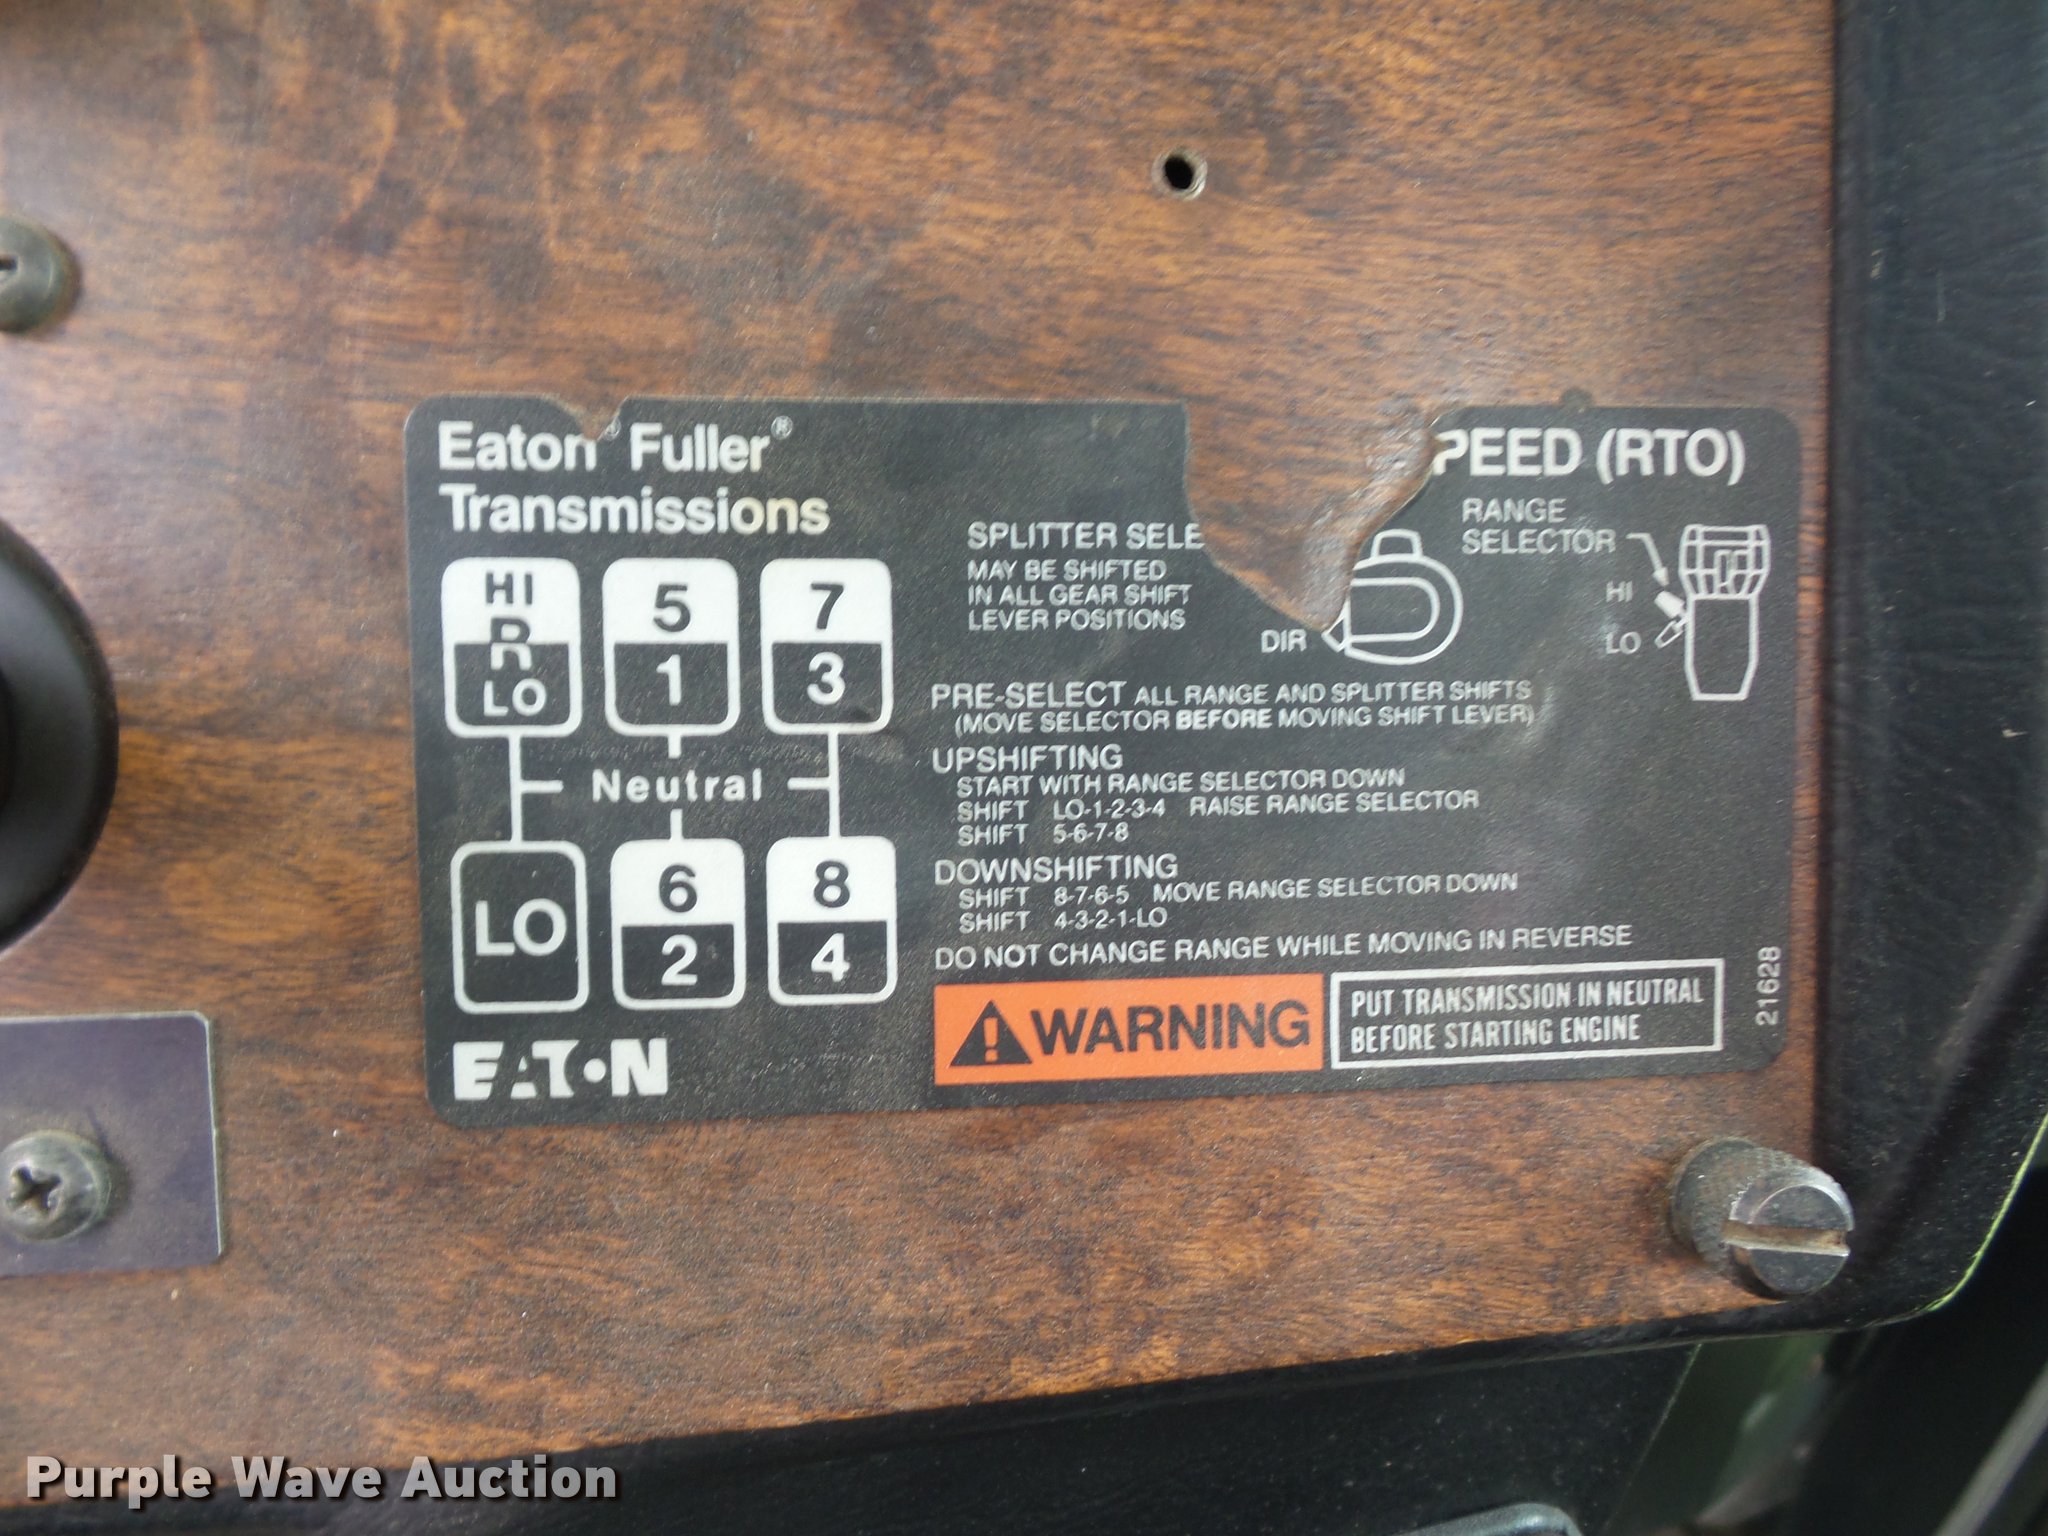 Eaton® Fuller®
Transmissions
PEED (RTO)
RANGE
SELECTOR
HI
LO
SPLITTER SELE
MAY BE SHIFTED
IN ALL GEAR SHIFT
LEVER POSITIONS
DIR
HI
R
LO
5
1
7
3
Neutral
LO
6
2
8
4
PRE-SELECT ALL RANGE AND SPLITTER SHIFTS
(MOVE SELECTOR BEFORE MOVING SHIFT LEVER)
UPSHIFTING
START WITH RANGE SELECTOR DOWN
SHIFT LO-1-2-3-4 RAISE RANGE SELECTOR
SHIFT 5-6-7-8
DOWNSHIFTING
SHIFT 8-7-6-5 MOVE RANGE SELECTOR DOWN
SHIFT 4-3-2-1-LO
DO NOT CHANGE RANGE WHILE MOVING IN REVERSE
WARNING
PUT TRANSMISSION IN NEUTRAL
BEFORE STARTING ENGINE
21628
EATON
Purple Wave Auction